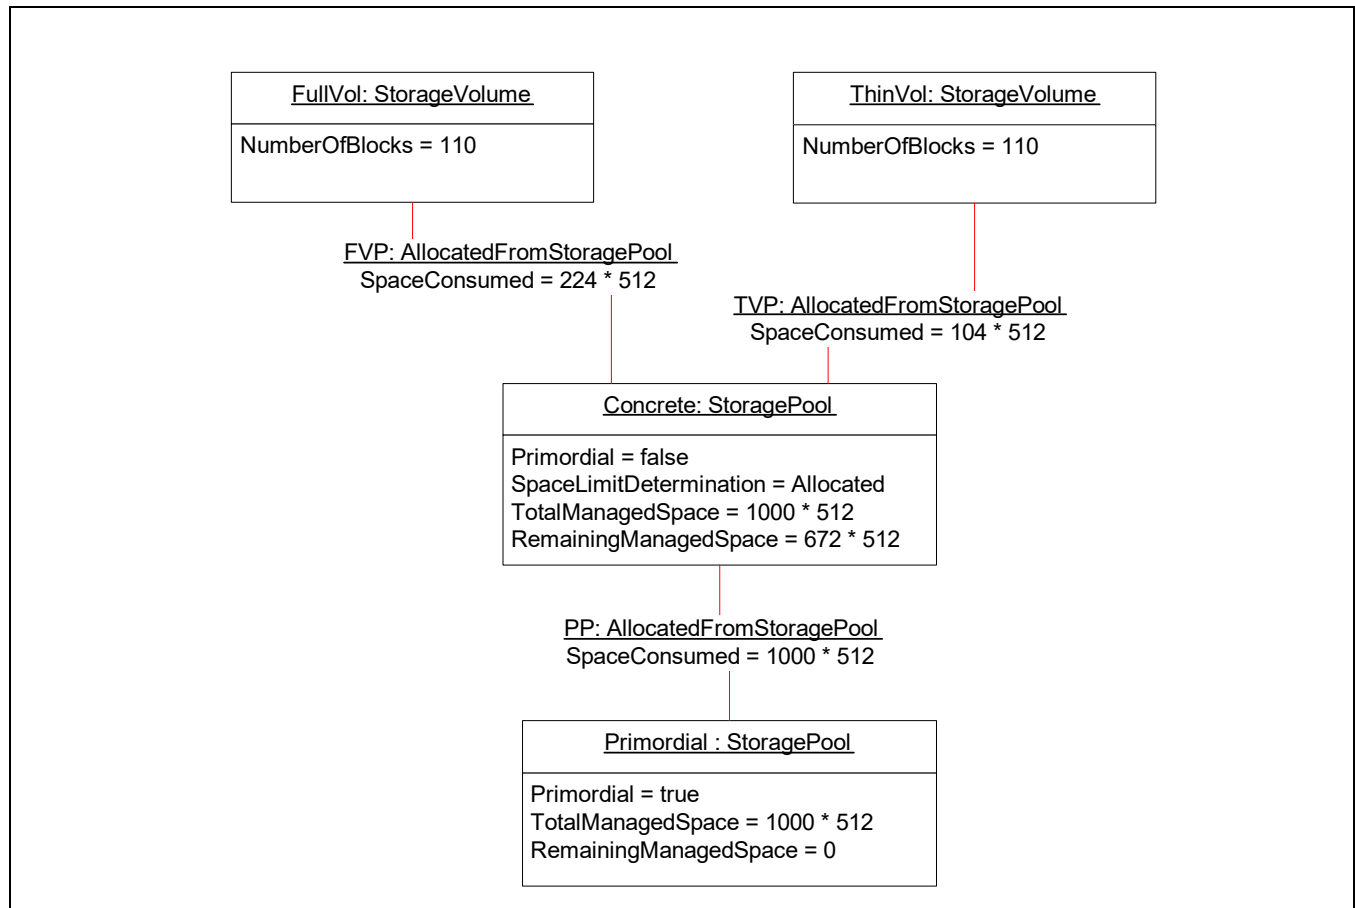 FullVol: StorageVolume
NumberOfBlocks = 110
ThinVol: StorageVolume
NumberOfBlocks = 110
FVP: AllocatedFromStoragePool
SpaceConsumed = 224 * 512
TVP: AllocatedFromStoragePool
SpaceConsumed = 104 * 512
Concrete: StoragePool
Primordial = false
SpaceLimitDetermination = Allocated
TotalManagedSpace = 1000 * 512
RemainingManagedSpace = 672 * 512
PP: AllocatedFromStoragePool
SpaceConsumed = 1000 * 512
Primordial : StoragePool
Primordial = true
TotalManagedSpace = 1000 * 512
RemainingManagedSpace = 0